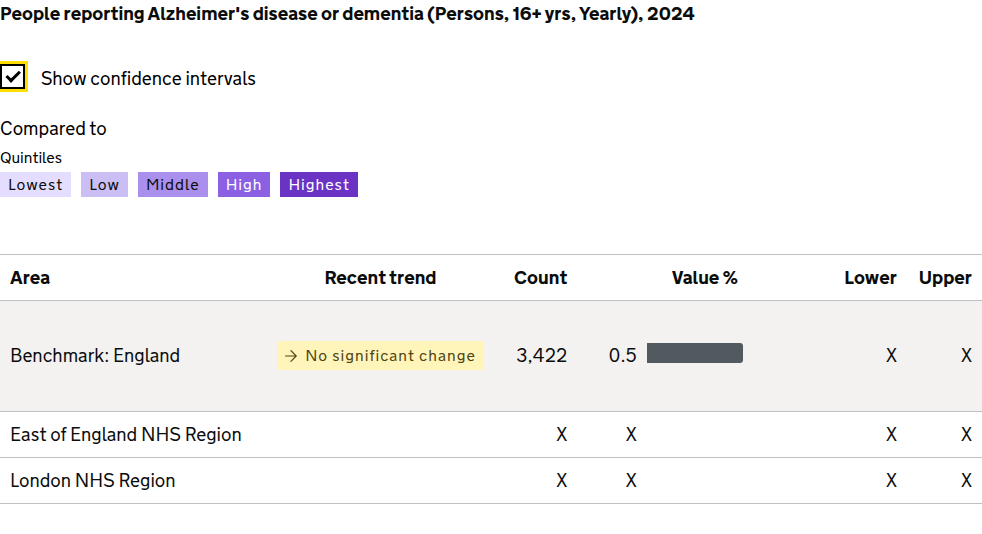 People reporting Alzheimer's disease or dementia (Persons, 16+ yrs, Yearly), 2024
Show confidence intervals
Compared to
Quintiles
Lowest Low Middle High Highest
Area Recent trend Count Value % Lower Upper
Benchmark: England → No significant change 3,422 0.5 X X
East of England NHS Region X X X X
London NHS Region X X X X